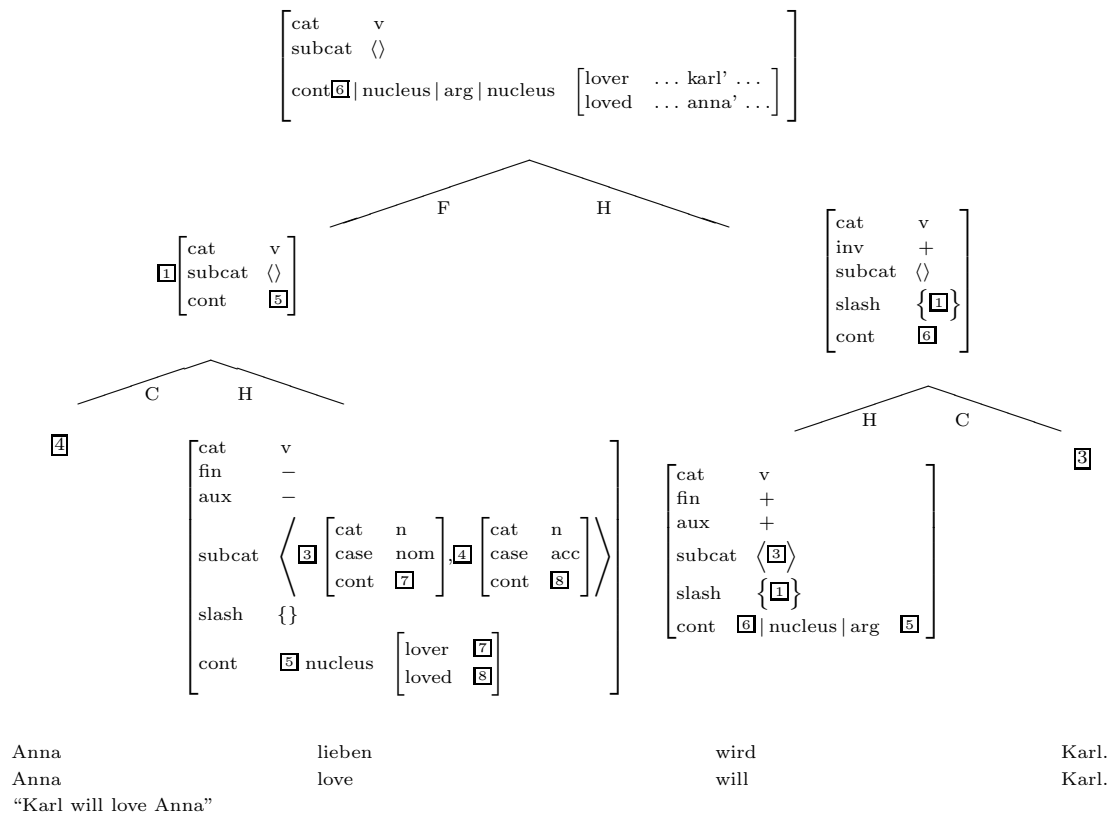 cat v
subcat ⟨⟩
cont 6 | nucleus | arg | nucleus
lover … karl’ …
loved … anna’ …
F H
1
cat v
subcat ⟨⟩
cont 5
cat v
inv +
subcat ⟨⟩
slash {1}
cont 6
C H
H C
4
cat v
fin −
aux −
subcat ⟨3 [cat n, case nom, cont 7], 4 [cat n, case acc, cont 8]⟩
slash {}
cont 5 nucleus
lover 7
loved 8
cat v
fin +
aux +
subcat ⟨3⟩
slash {1}
cont 6 | nucleus | arg 5
3
Anna lieben wird Karl.
Anna love will Karl.
“Karl will love Anna”